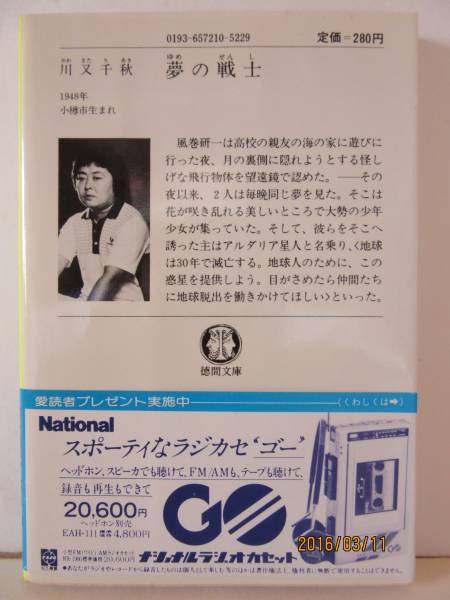 0193-657210-5229
定価=280円
かわ また ち あき
川又千秋
ゆめ せん し
夢の戦士
1948年
小樽市生まれ
風巻研一は高校の親友の海の家に遊びに
行った夜、月の裏側に隠れようとする怪し
げな飛行物体を望遠鏡で認めた。――その
夜以来、2人は毎晩同じ夢を見た。そこは
花が咲き乱れる美しいところで大勢の少年
少女が集っていた。そして、彼らをそこへ
誘った主はアルダリア星人と名乗り、〈地球
は30年で滅亡する。地球人のために、この
惑星を提供しよう。目がさめたら仲間たち
に地球脱出を働きかけてほしい〉といった。
徳間文庫
愛読者プレゼント実施中
〈くわしくは➡〉
National
スポーティなラジカセ“ゴー”
ヘッドホン、スピーカでも聴けて、FM/AMも、テープも聴けて、
録音も再生もできて
20,600円
ヘッドホン別売
EAH-111 4,800円
GO
ナショナルラジオカセット
2016/03/11